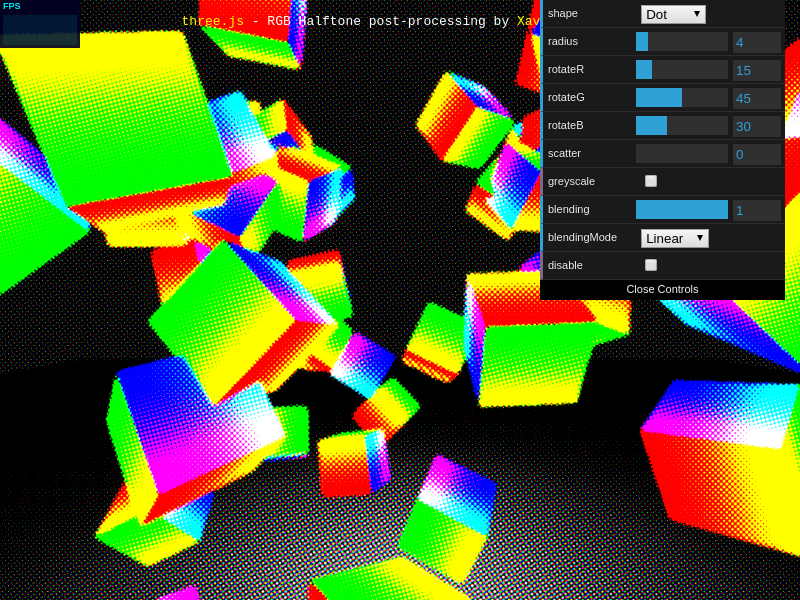 FPS
three.js - RGB Halftone post-processing by Xav
shape Dot
radius 4
rotateR 15
rotateG 45
rotateB 30
scatter 0
greyscale
blending 1
blendingMode Linear
disable
Close Controls